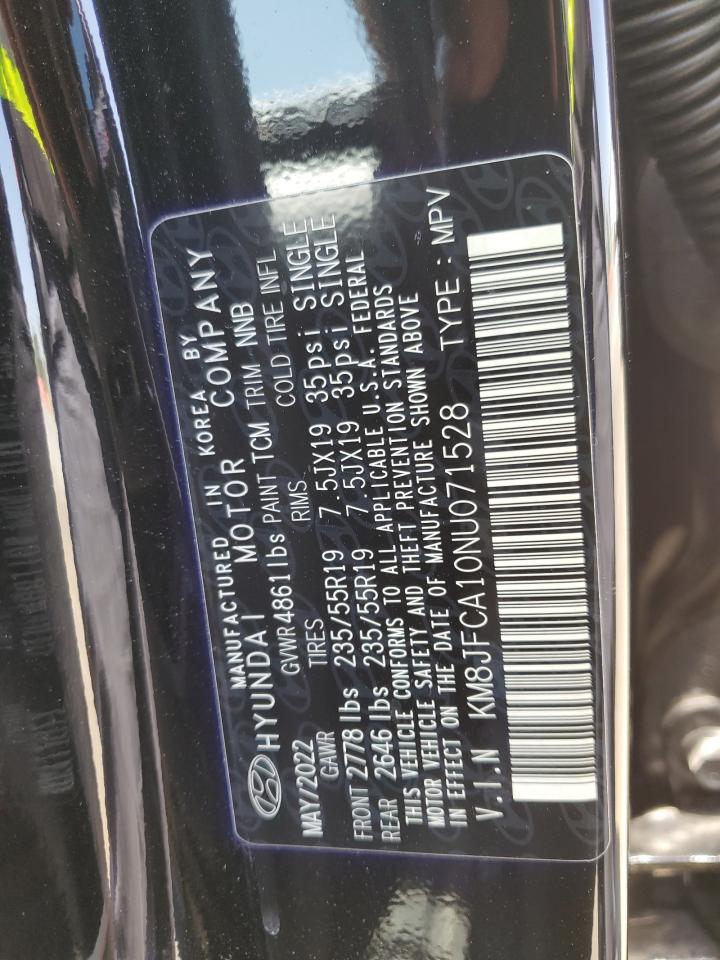 MANUFACTURED IN KOREA BY
HYUNDAI MOTOR COMPANY
MAY/2022 GVWR 4861lbs PAINT TCM TRIM NNB
GAWR TIRES RIMS COLD TIRE INFL
FRONT 2778 lbs 235/55R19 7.5JX19 35psi SINGLE
REAR 2646 lbs 235/55R19 7.5JX19 35psi SINGLE
THIS VEHICLE CONFORMS TO ALL APPLICABLE U.S.A. FEDERAL
MOTOR VEHICLE SAFETY AND THEFT PREVENTION STANDARDS
IN EFFECT ON THE DATE OF MANUFACTURE SHOWN ABOVE
V.I.N KM8JFCA10NU071528 TYPE : MPV